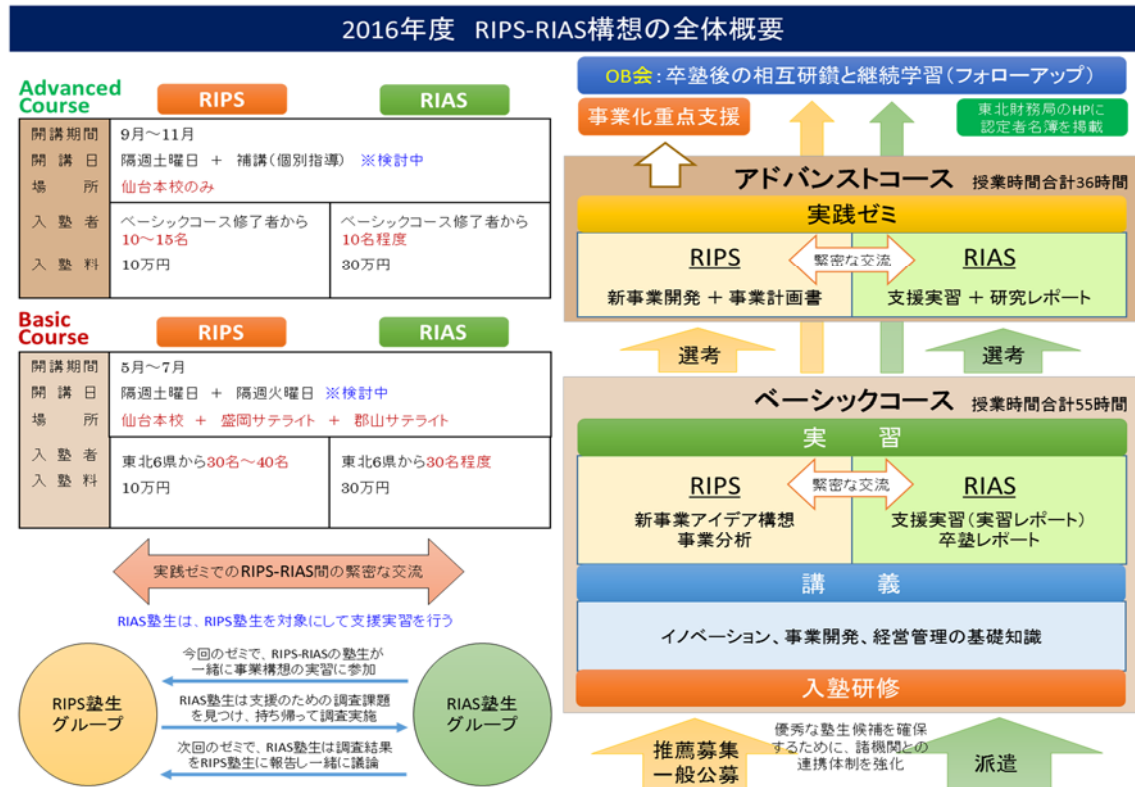 2016年度 RIPS-RIAS構想の全体概要
Advanced
Course
RIPS
RIAS
開講期間 9月～11月
開講日 隔週土曜日 + 補講(個別指導) ※検討中
場所 仙台本校のみ
入塾者 ベーシックコース修了者から ベーシックコース修了者から
10～15名 10名程度
入塾料 10万円 30万円
Basic
Course
RIPS
RIAS
開講期間 5月～7月
開講日 隔週土曜日 + 隔週火曜日 ※検討中
場所 仙台本校 + 盛岡サテライト + 郡山サテライト
入塾者 東北6県から30名～40名 東北6県から30名程度
入塾料 10万円 30万円
実践ゼミでのRIPS-RIAS間の緊密な交流
RIAS塾生は、RIPS塾生を対象にして支援実習を行う
RIPS塾生
グループ
今回のゼミで、RIPS-RIASの塾生が
一緒に事業構想の実習に参加
RIAS塾生は支援のための調査課題
を見つけ、持ち帰って調査実施
次回のゼミで、RIAS塾生は調査結果
をRIPS塾生に報告し一緒に議論
RIAS塾生
グループ
OB会：卒塾後の相互研鑽と継続学習(フォローアップ)
事業化重点支援
東北財務局のHPに
認定者名簿を掲載
アドバンストコース 授業時間合計36時間
実践ゼミ
RIPS
緊密な交流
RIAS
新事業開発 + 事業計画書
支援実習 + 研究レポート
選考
選考
ベーシックコース 授業時間合計55時間
実習
RIPS
緊密な交流
RIAS
新事業アイデア構想
事業分析
支援実習(実習レポート)
卒塾レポート
講義
イノベーション、事業開発、経営管理の基礎知識
入塾研修
推薦募集
一般公募
優秀な塾生候補を確保
するために、諸機関との
連携体制を強化
派遣